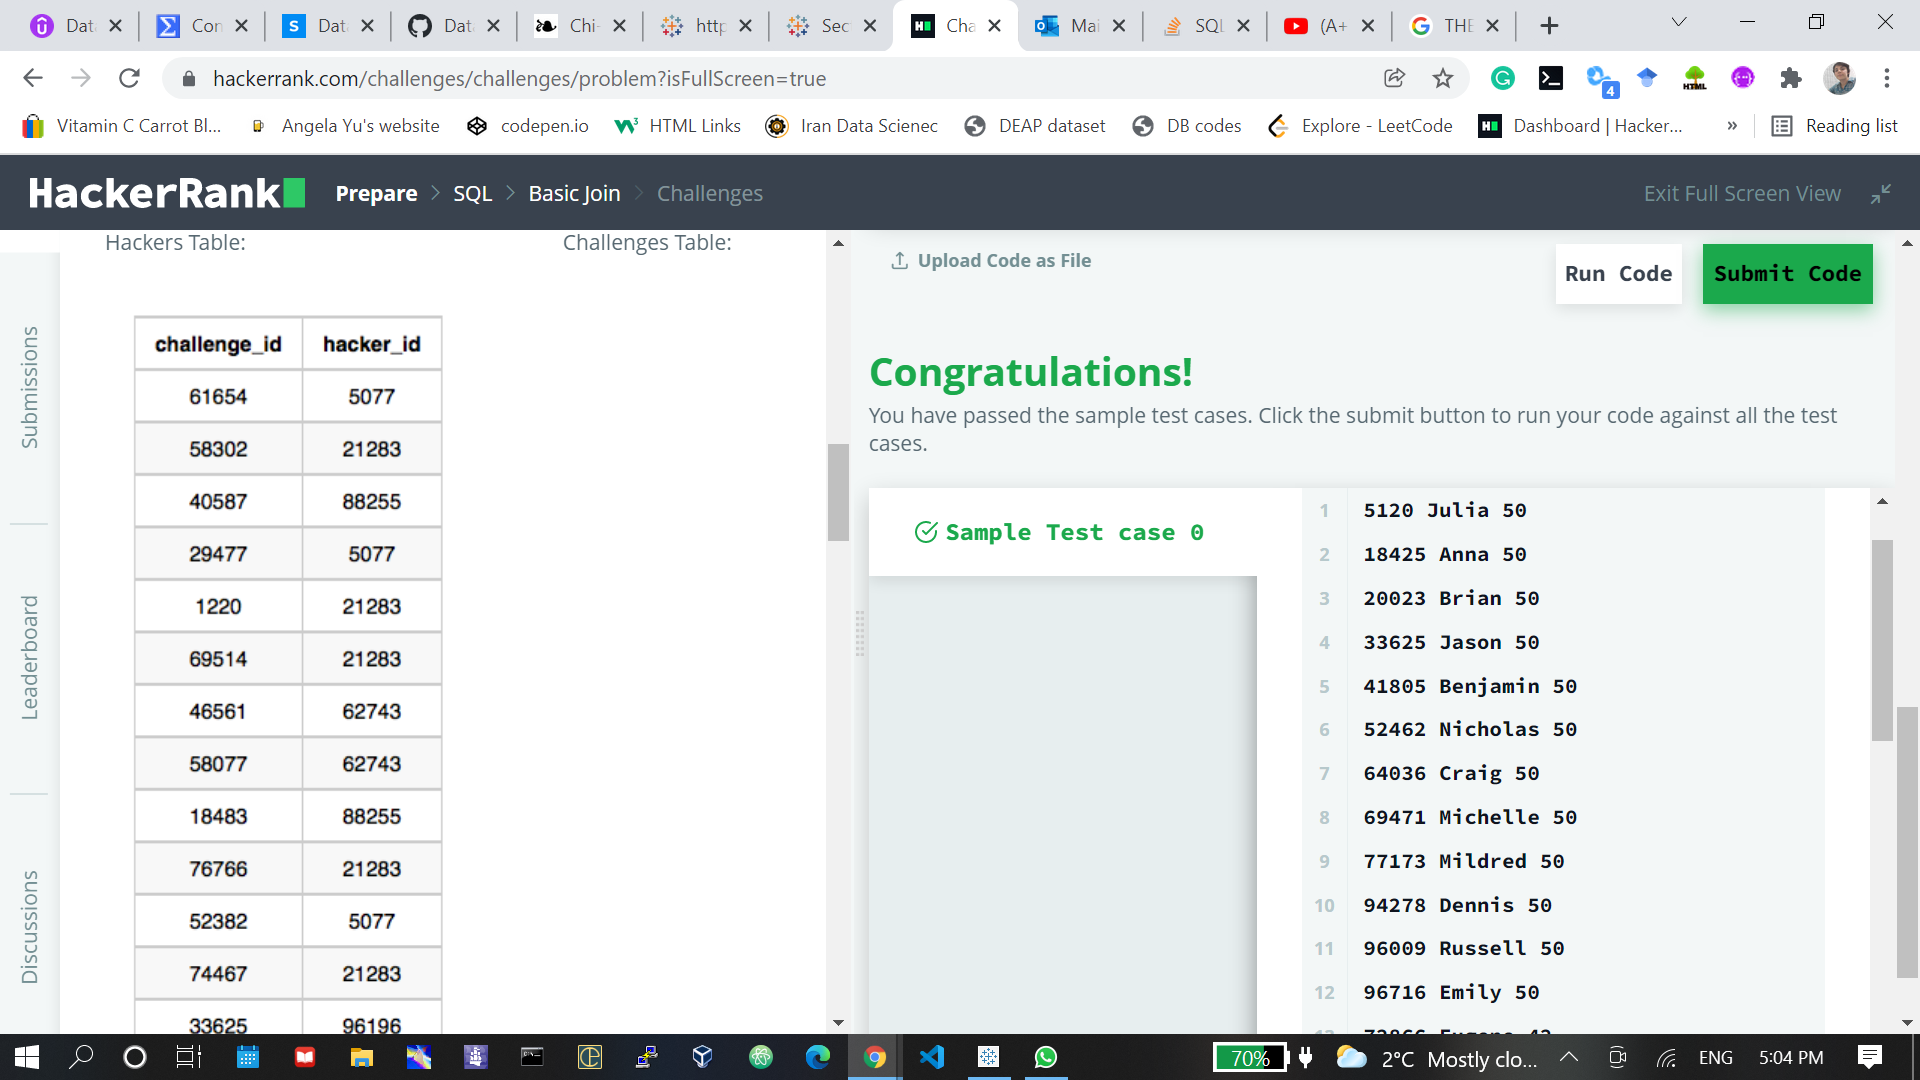 Dat
Con
Dat
Dat
Chi-
http
Sec
Cha
Mai
SQL
(A+
THE
hackerrank.com/challenges/challenges/problem?isFullScreen=true
4
HTML
Vitamin C Carrot Bl...
Angela Yu's website
codepen.io
HTML Links
Iran Data Scienec
DEAP dataset
DB codes
Explore - LeetCode
Dashboard | Hacker...
»
Reading list
HackerRank
Prepare > SQL > Basic Join > Challenges
Exit Full Screen View
Submissions
Leaderboard
Discussions
Hackers Table:
Challenges Table:
challenge_id hacker_id
61654 5077
58302 21283
40587 88255
29477 5077
1220 21283
69514 21283
46561 62743
58077 62743
18483 88255
76766 21283
52382 5077
74467 21283
33625 96196
Upload Code as File
Run Code
Submit Code
Congratulations!
You have passed the sample test cases. Click the submit button to run your code against all the test
cases.
Sample Test case 0
1 5120 Julia 50
2 18425 Anna 50
3 20023 Brian 50
4 33625 Jason 50
5 41805 Benjamin 50
6 52462 Nicholas 50
7 64036 Craig 50
8 69471 Michelle 50
9 77173 Mildred 50
10 94278 Dennis 50
11 96009 Russell 50
12 96716 Emily 50
70%
2°C Mostly clo...
ENG
5:04 PM